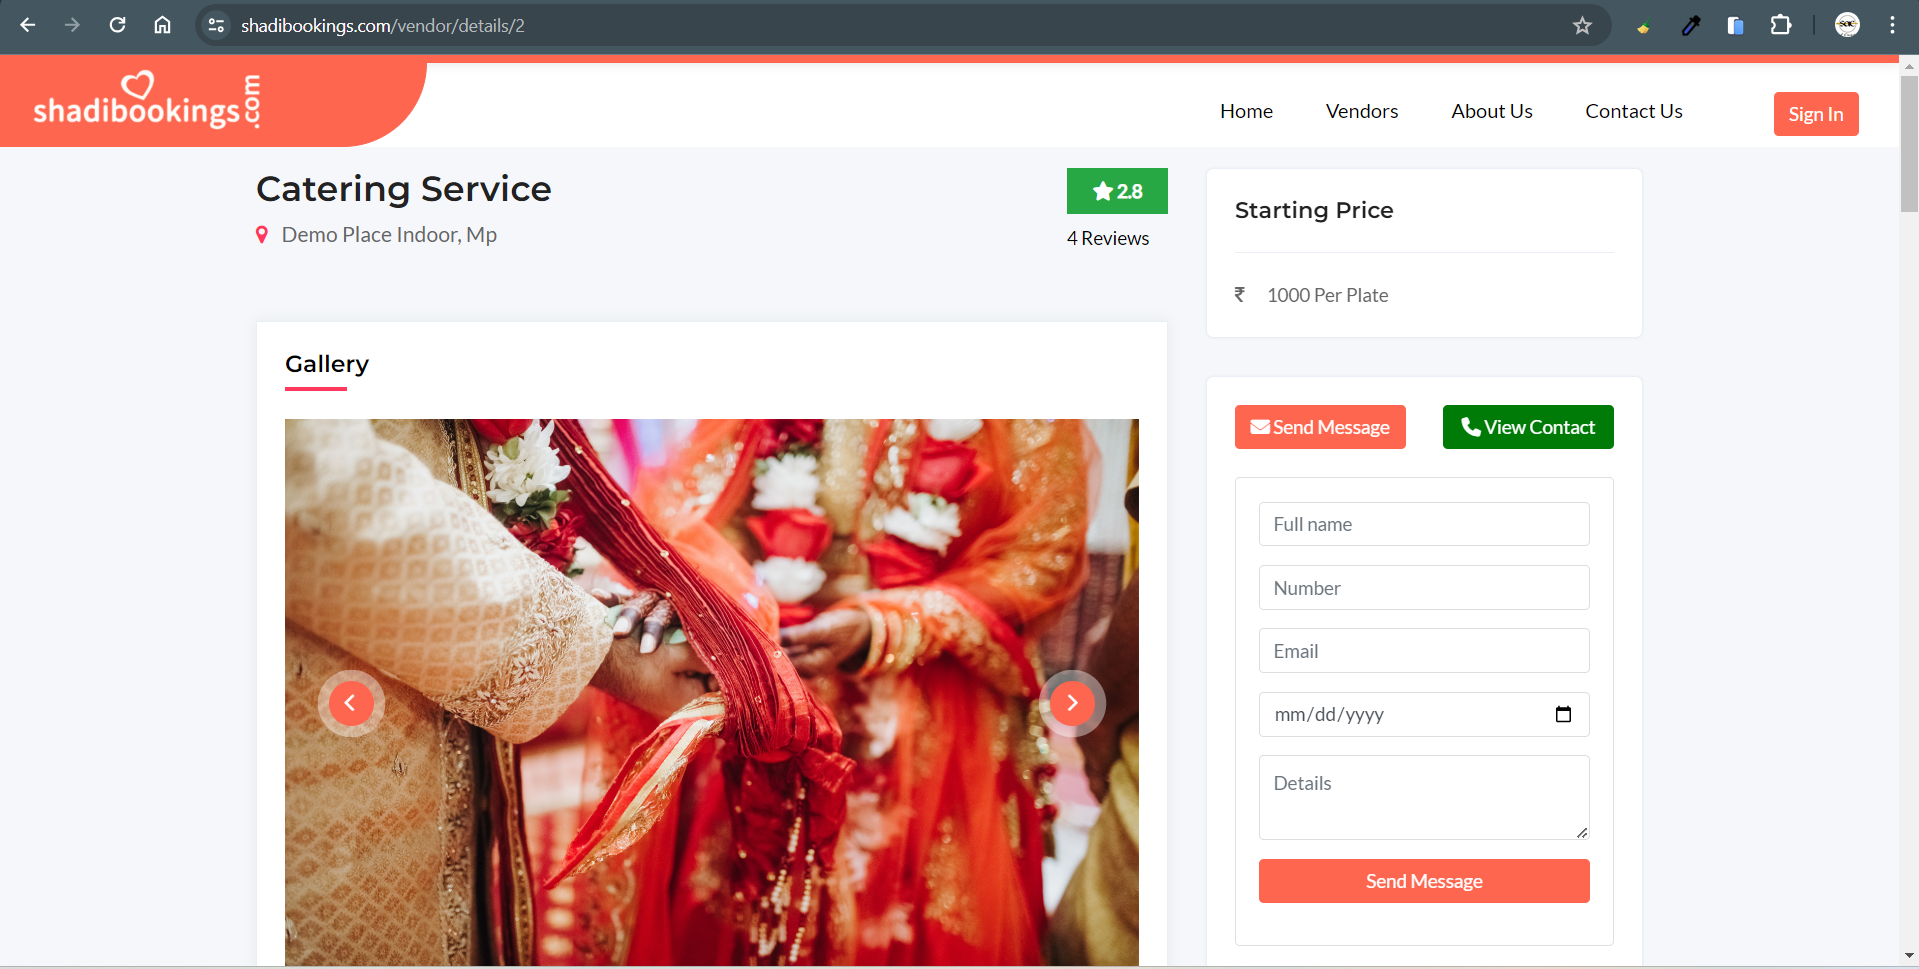 shadibookings.com/vendor/details/2
shadibookings.com
Home
Vendors
About Us
Contact Us
Sign In
Catering Service
Demo Place Indoor, Mp
2.8
4 Reviews
Starting Price
₹ 1000 Per Plate
Gallery
Send Message
View Contact
Full name
Number
Email
mm/dd/yyyy
Details
Send Message